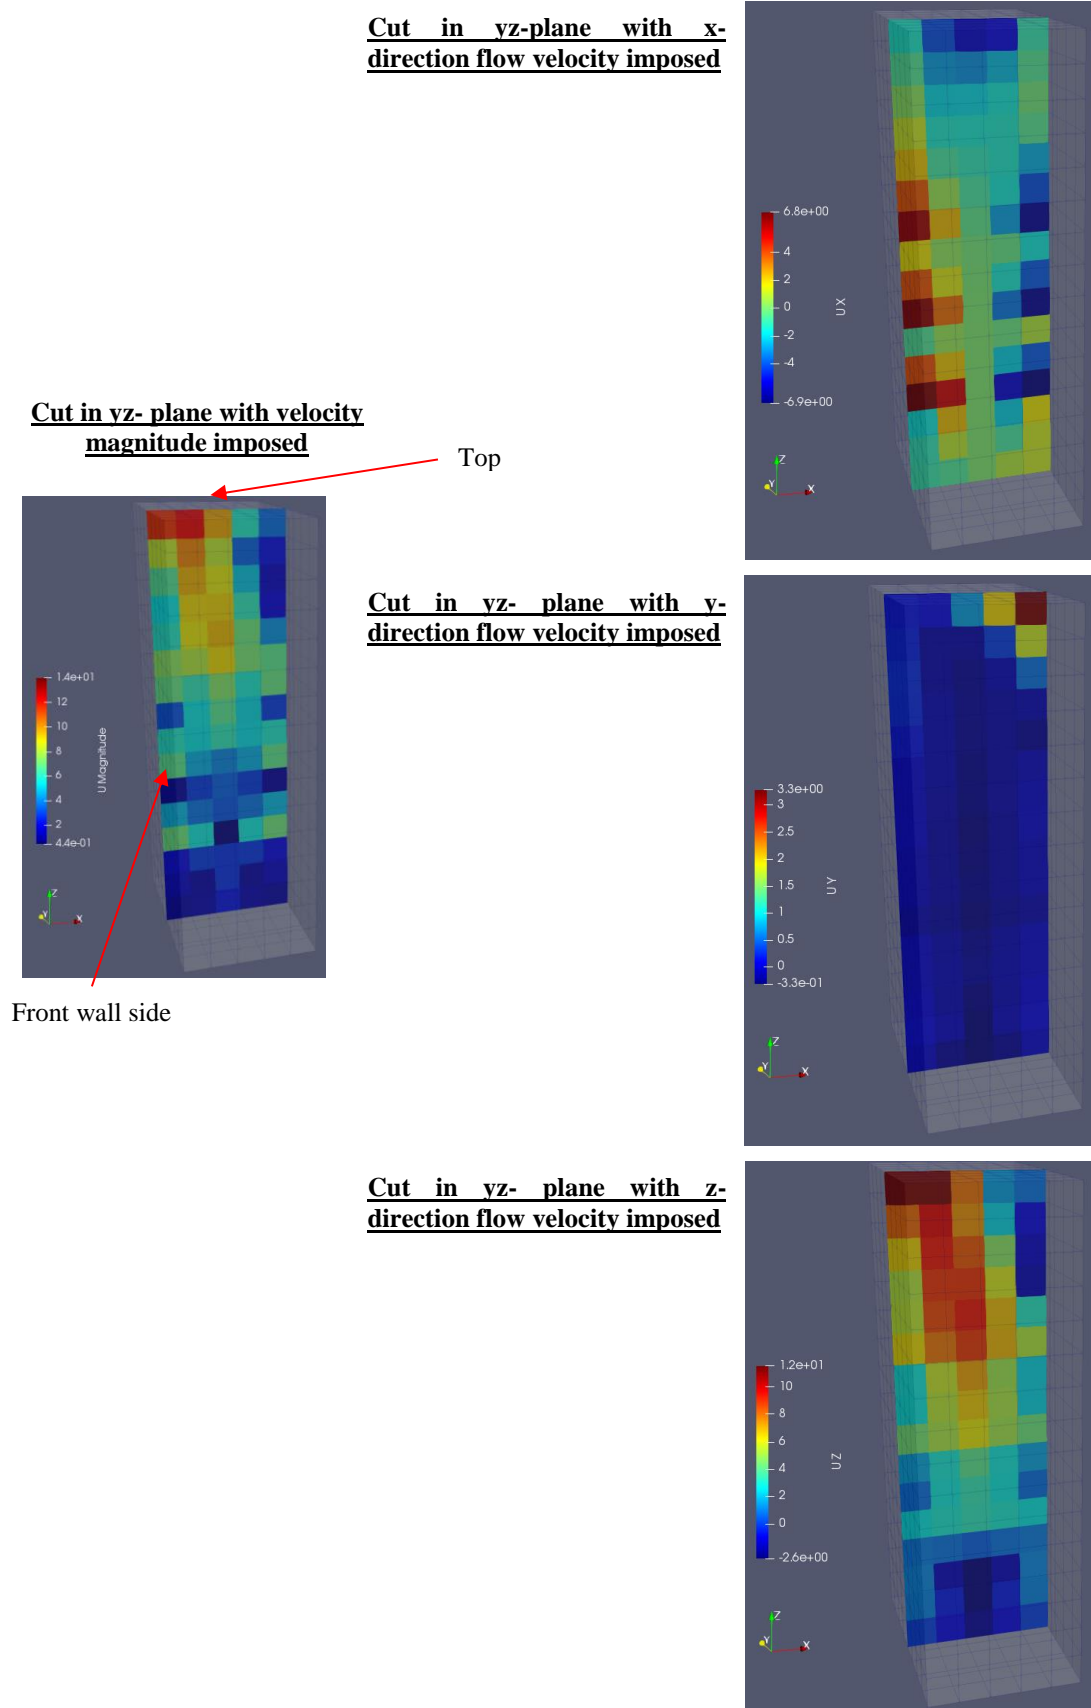 Cut in yz-plane with x-
direction flow velocity imposed
6.8e+00
4
2
0
-2
-4
-6.9e+00
UX
Z
Y
X
Cut in yz- plane with velocity
magnitude imposed
Top
1.4e+01
12
10
8
6
4
2
4.4e-01
UMagnitude
Z
Y
X
Front wall side
Cut in yz- plane with y-
direction flow velocity imposed
3.3e+00
3
2.5
2
1.5
1
0.5
0
-3.3e-01
UY
Z
Y
X
Cut in yz- plane with z-
direction flow velocity imposed
1.2e+01
10
8
6
4
2
0
-2.6e+00
UZ
Z
Y
X